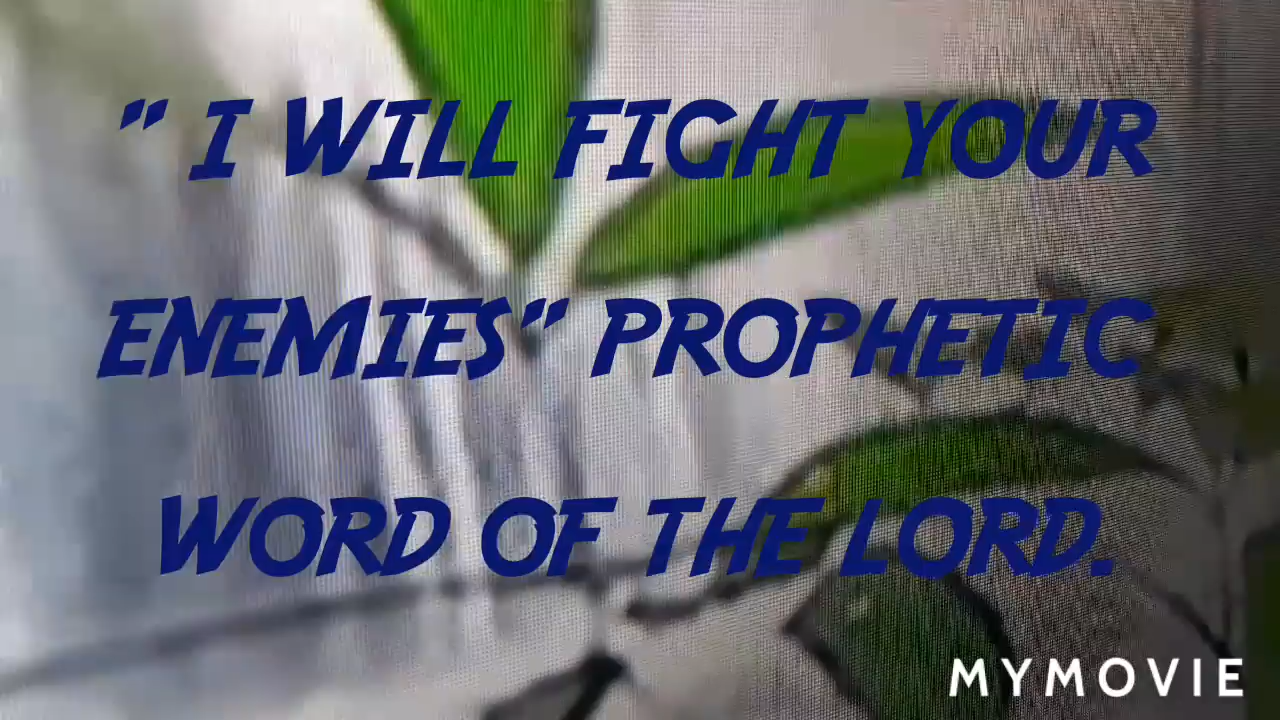 " I WILL FIGHT YOUR
ENEMIES" PROPHETIC
WORD OF THE LORD.
MYMOVIE